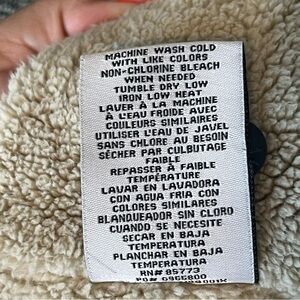 MACHINE WASH COLD
WITH LIKE COLORS
NON-CHLORINE BLEACH
WHEN NEEDED
TUMBLE DRY LOW
IRON LOW HEAT
LAVER À LA MACHINE
À L'EAU FROIDE AVEC
COULEURS SIMILAIRES
UTILISER L'EAU DE JAVEL
SANS CHLORE AU BESOIN
SÉCHER PAR CULBUTAGE
FAIBLE
REPASSER À FAIBLE
TEMPÉRATURE
LAVAR EN LAVADORA
CON AGUA FRIA CON
COLORES SIMILARES
BLANQUEADOR SIN CLORO
CUANDO SE NECESITE
SECAR EN BAJA
TEMPERATURA
PLANCHAR EN BAJA
TEMPERATURA
RN# 85773
PO# 0965800